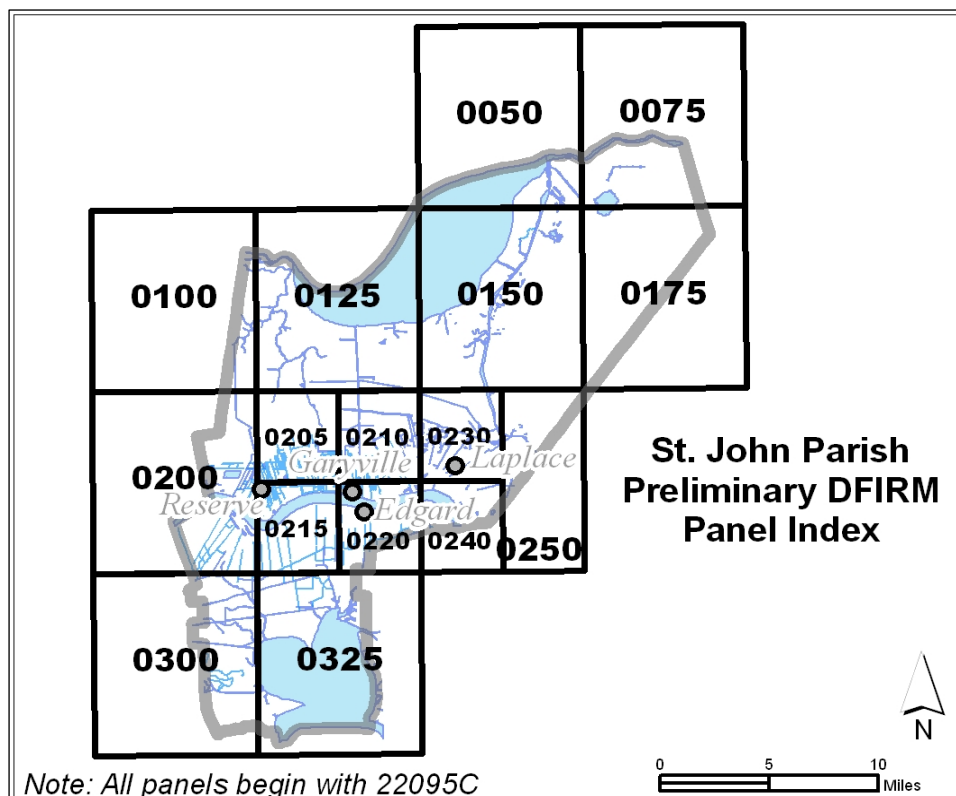 0050 0075
0100 0125 0150 0175
0205 0210 0230
0200
Garyville Laplace
Reserve Edgard
0215 0220 0240 0250
St. John Parish
Preliminary DFIRM
Panel Index
0300 0325
N
0 5 10
Miles
Note: All panels begin with 22095C